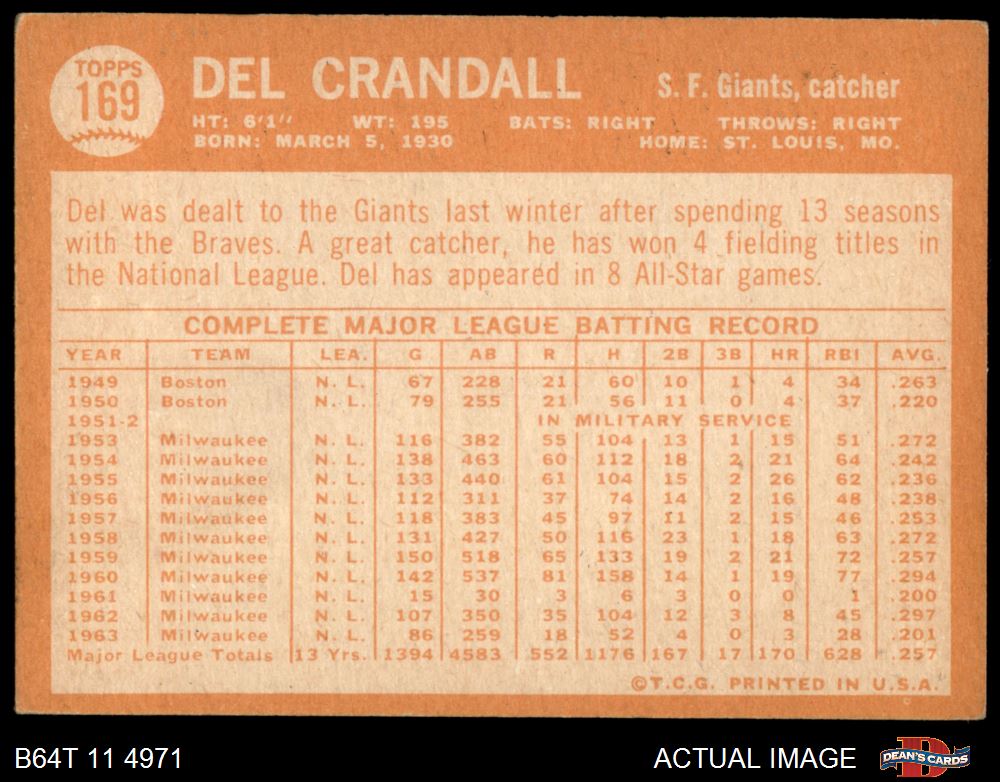 TOPPS
169
DEL CRANDALL S. F. Giants, catcher
HT: 6'1" WT: 195 BATS: RIGHT THROWS: RIGHT
BORN: MARCH 5, 1930 HOME: ST. LOUIS, MO.
Del was dealt to the Giants last winter after spending 13 seasons
with the Braves. A great catcher, he has won 4 fielding titles in
the National League. Del has appeared in 8 All-Star games.
COMPLETE MAJOR LEAGUE BATTING RECORD
YEAR TEAM LEA. G AB R H 2B 3B HR RBI AVG.
1949 Boston N. L. 67 228 21 60 10 1 4 34 .263
1950 Boston N. L. 79 255 21 56 11 0 4 37 .220
1951-2 IN MILITARY SERVICE
1953 Milwaukee N. L. 116 382 55 104 13 1 15 51 .272
1954 Milwaukee N. L. 138 463 60 112 18 2 21 64 .242
1955 Milwaukee N. L. 133 440 61 104 15 2 26 62 .236
1956 Milwaukee N. L. 112 311 37 74 14 2 16 48 .238
1957 Milwaukee N. L. 118 383 45 97 11 2 15 46 .253
1958 Milwaukee N. L. 131 427 50 116 23 1 18 63 .272
1959 Milwaukee N. L. 150 518 65 133 19 2 21 72 .257
1960 Milwaukee N. L. 142 537 81 158 14 1 19 77 .294
1961 Milwaukee N. L. 15 30 3 6 3 0 0 1 .200
1962 Milwaukee N. L. 107 350 35 104 12 3 8 45 .297
1963 Milwaukee N. L. 86 259 18 52 4 0 3 28 .201
Major League Totals 13 Yrs. 1394 4583 552 1176 167 17 170 628 .257
©T.C.G. PRINTED IN U.S.A.
B64T 11 4971 ACTUAL IMAGE DEAN'S CARDS